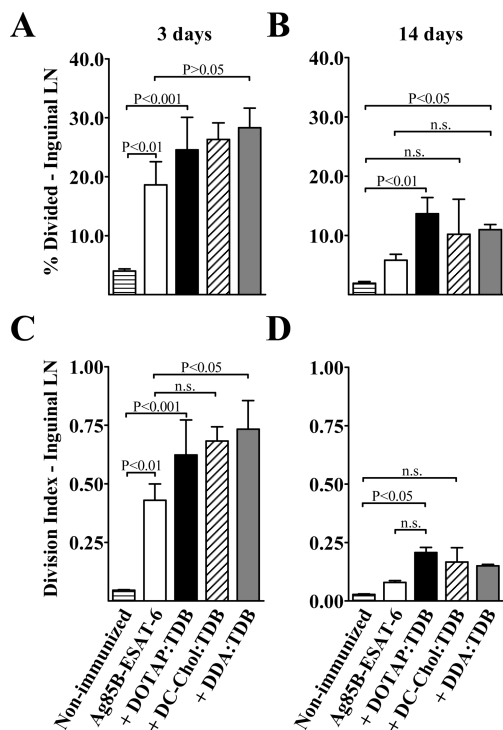 A
3 days
B
14 days
% Divided - Inguinal LN
40.0
30.0
20.0
10.0
P>0.05
P<0.001
P<0.01
40.0
30.0
20.0
10.0
P<0.05
n.s.
n.s.
P<0.01
C
D
Division Index - Inguinal LN
1.00
0.75
0.50
0.00
P<0.05
n.s.
P<0.001
P<0.01
1.00
0.75
0.50
0.25
0.00
n.s.
P<0.05
n.s.
Non-immunized
Ag85B-ESAT-6
+ DOTAP:TDB
+ DC-Chol:TDB
+ DDA:TDB
Non-immunized
Ag85B-ESAT-6
+ DOTAP:TDB
+ DC-Chol:TDB
+ DDA:TDB